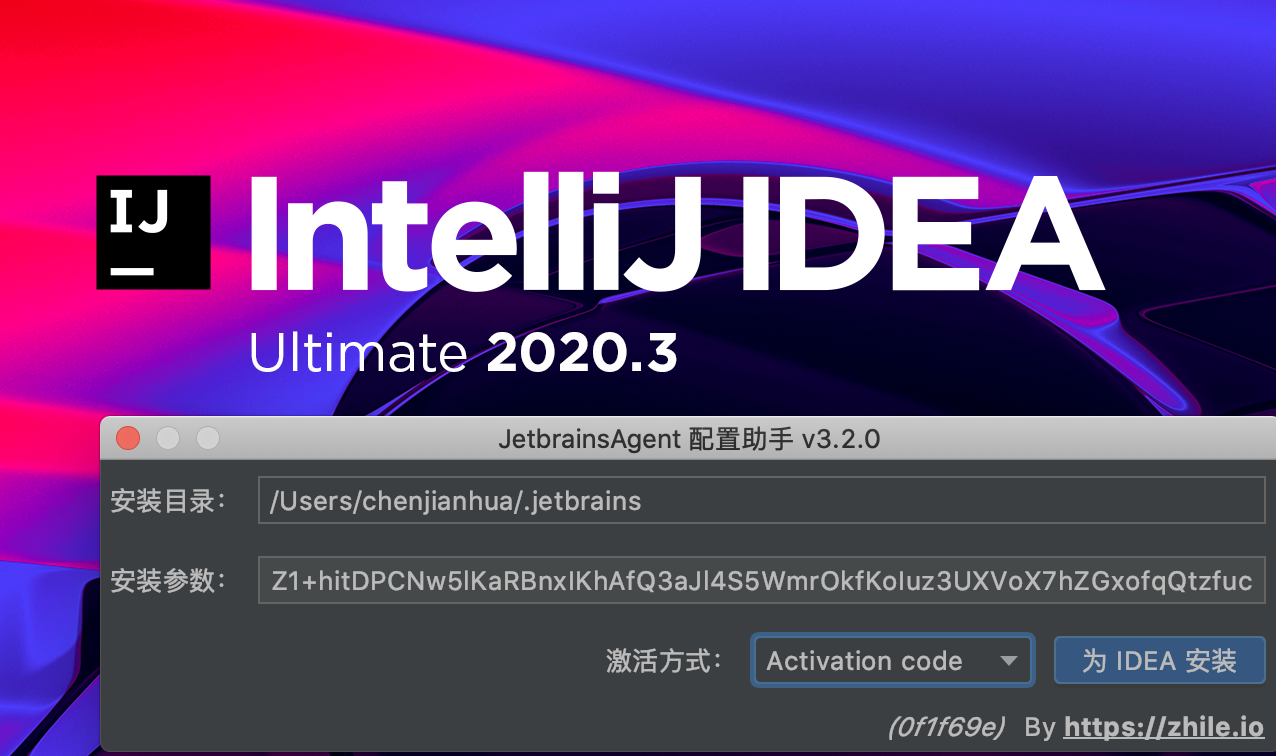 IJ
IntelliJ IDEA
Ultimate 2020.3
JetbrainsAgent 配置助手 v3.2.0
安装目录： /Users/chenjianhua/.jetbrains
安装参数： Z1+hitDPCNw5lKaRBnxIKhAfQ3aJl4S5WmrOkfKoIuz3UXVoX7hZGxofqQtzfuc
激活方式： Activation code 为 IDEA 安装
(0f1f69e) By https://zhile.io